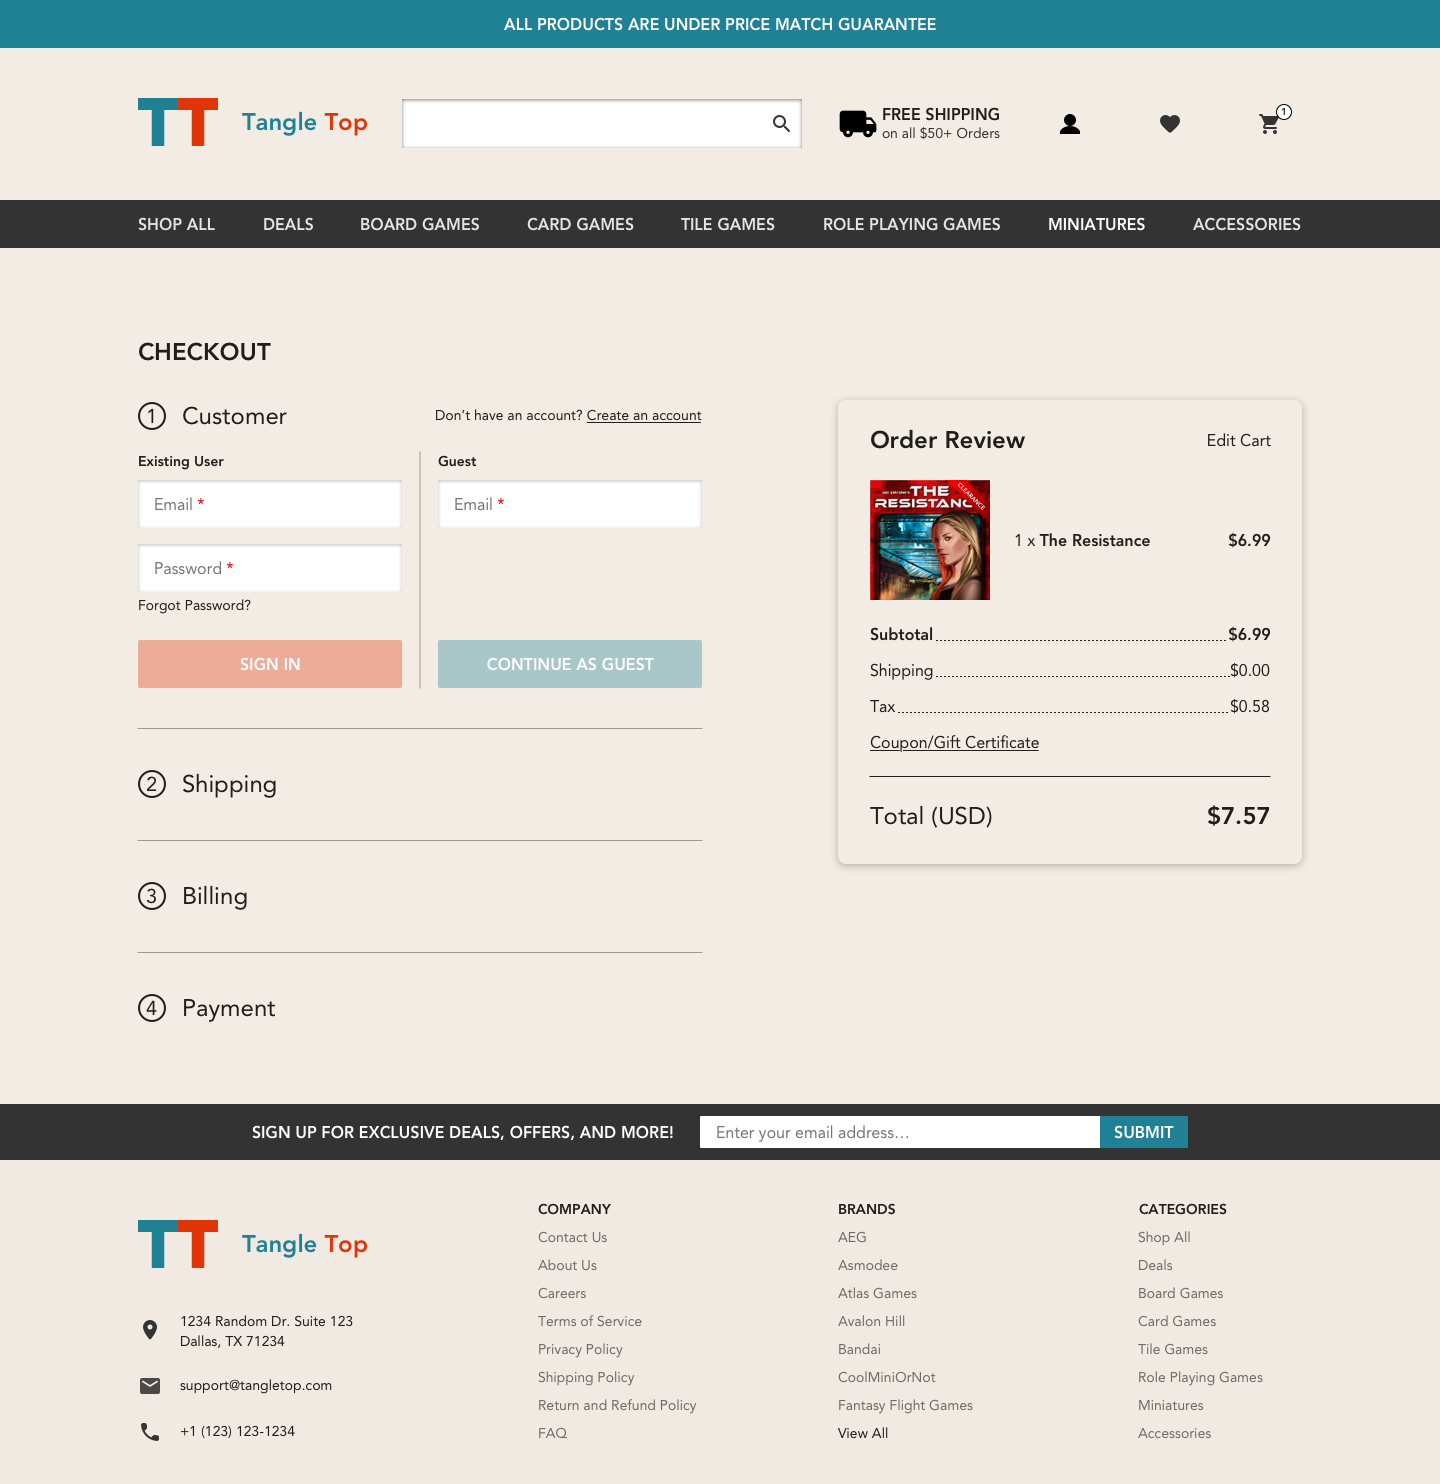 ALL PRODUCTS ARE UNDER PRICE MATCH GUARANTEE
TT Tangle Top
FREE SHIPPING
on all $50+ Orders
1
SHOP ALL DEALS BOARD GAMES CARD GAMES TILE GAMES ROLE PLAYING GAMES MINIATURES ACCESSORIES
CHECKOUT
1 Customer
Don't have an account? Create an account
Existing User
Email *
Password *
Forgot Password?
SIGN IN
Guest
Email *
CONTINUE AS GUEST
2 Shipping
3 Billing
4 Payment
Order Review
Edit Cart
THE
RESISTANC
CLEARANCE
1 x The Resistance $6.99
Subtotal $6.99
Shipping $0.00
Tax $0.58
Coupon/Gift Certificate
Total (USD) $7.57
SIGN UP FOR EXCLUSIVE DEALS, OFFERS, AND MORE!
Enter your email address…
SUBMIT
TT Tangle Top
1234 Random Dr. Suite 123
Dallas, TX 71234
support@tangletop.com
+1 (123) 123-1234
COMPANY
Contact Us
About Us
Careers
Terms of Service
Privacy Policy
Shipping Policy
Return and Refund Policy
FAQ
BRANDS
AEG
Asmodee
Atlas Games
Avalon Hill
Bandai
CoolMiniOrNot
Fantasy Flight Games
View All
CATEGORIES
Shop All
Deals
Board Games
Card Games
Tile Games
Role Playing Games
Miniatures
Accessories